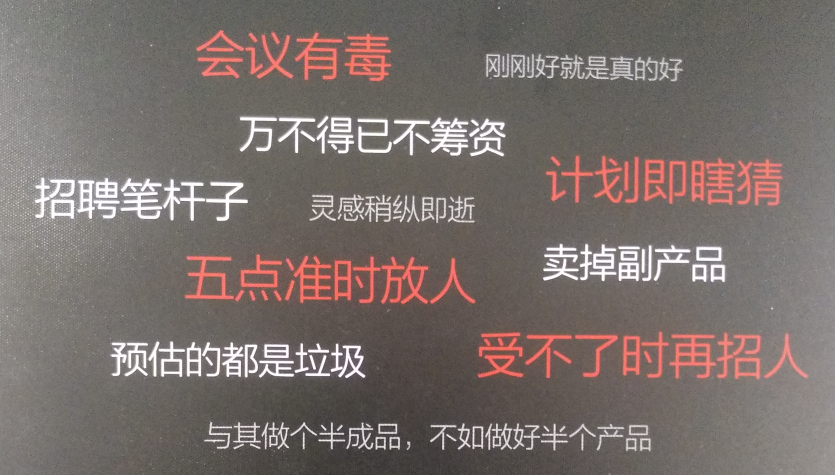 会议有毒
刚刚好就是真的好
万不得已不筹资
计划即瞎猜
招聘笔杆子
灵感稍纵即逝
卖掉副产品
五点准时放人
预估的都是垃圾
受不了时再招人
与其做个半成品，不如做好半个产品